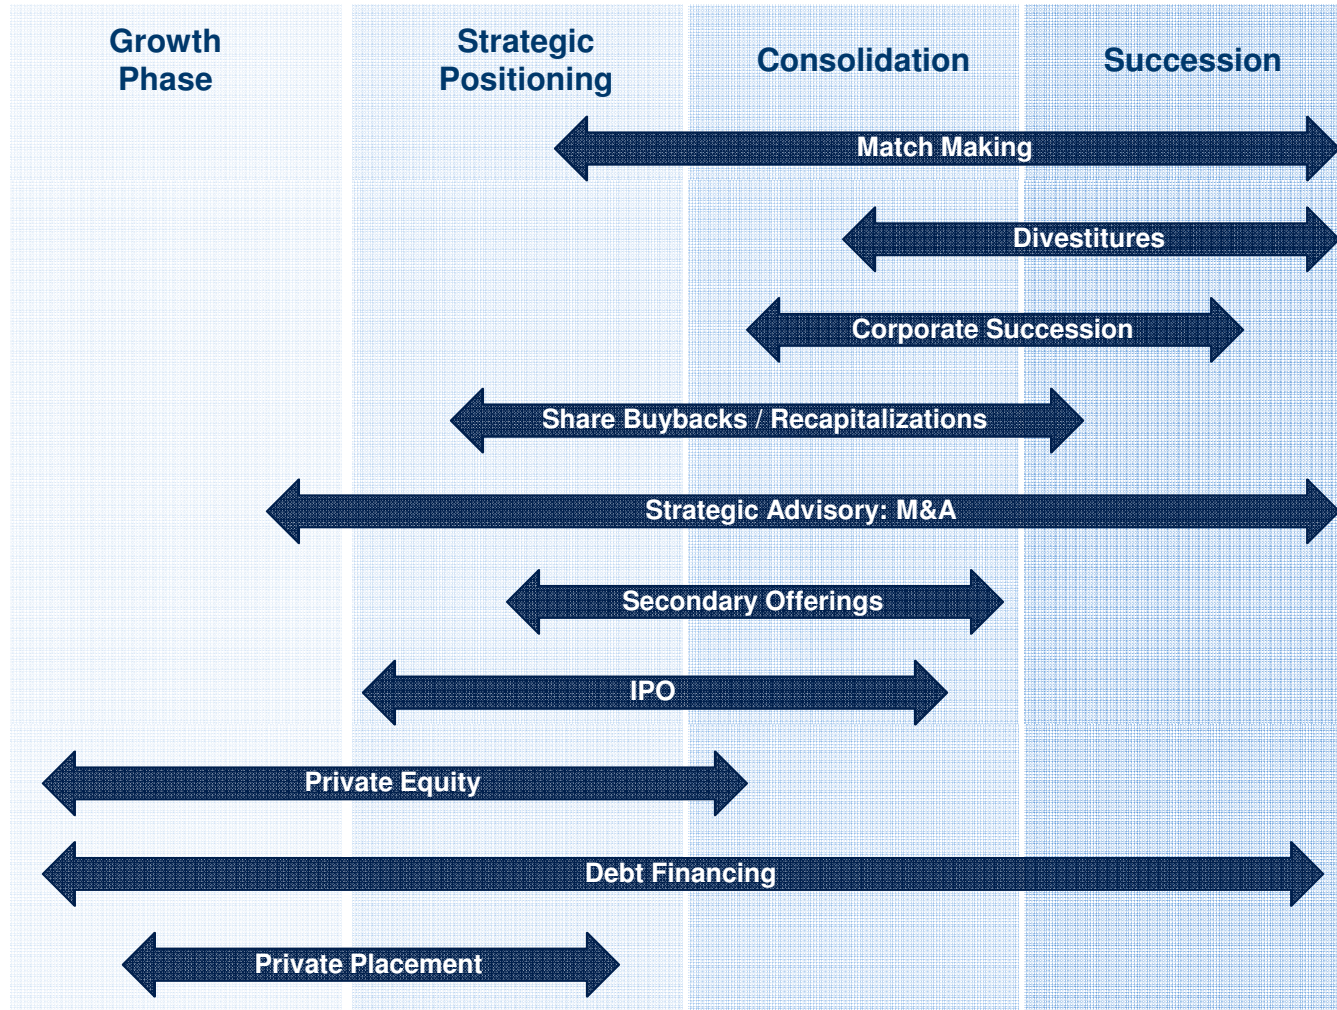 Growth
Phase
Strategic
Positioning
Consolidation
Succession
Match Making
Divestitures
Corporate Succession
Share Buybacks / Recapitalizations
Strategic Advisory: M&A
Secondary Offerings
IPO
Private Equity
Debt Financing
Private Placement